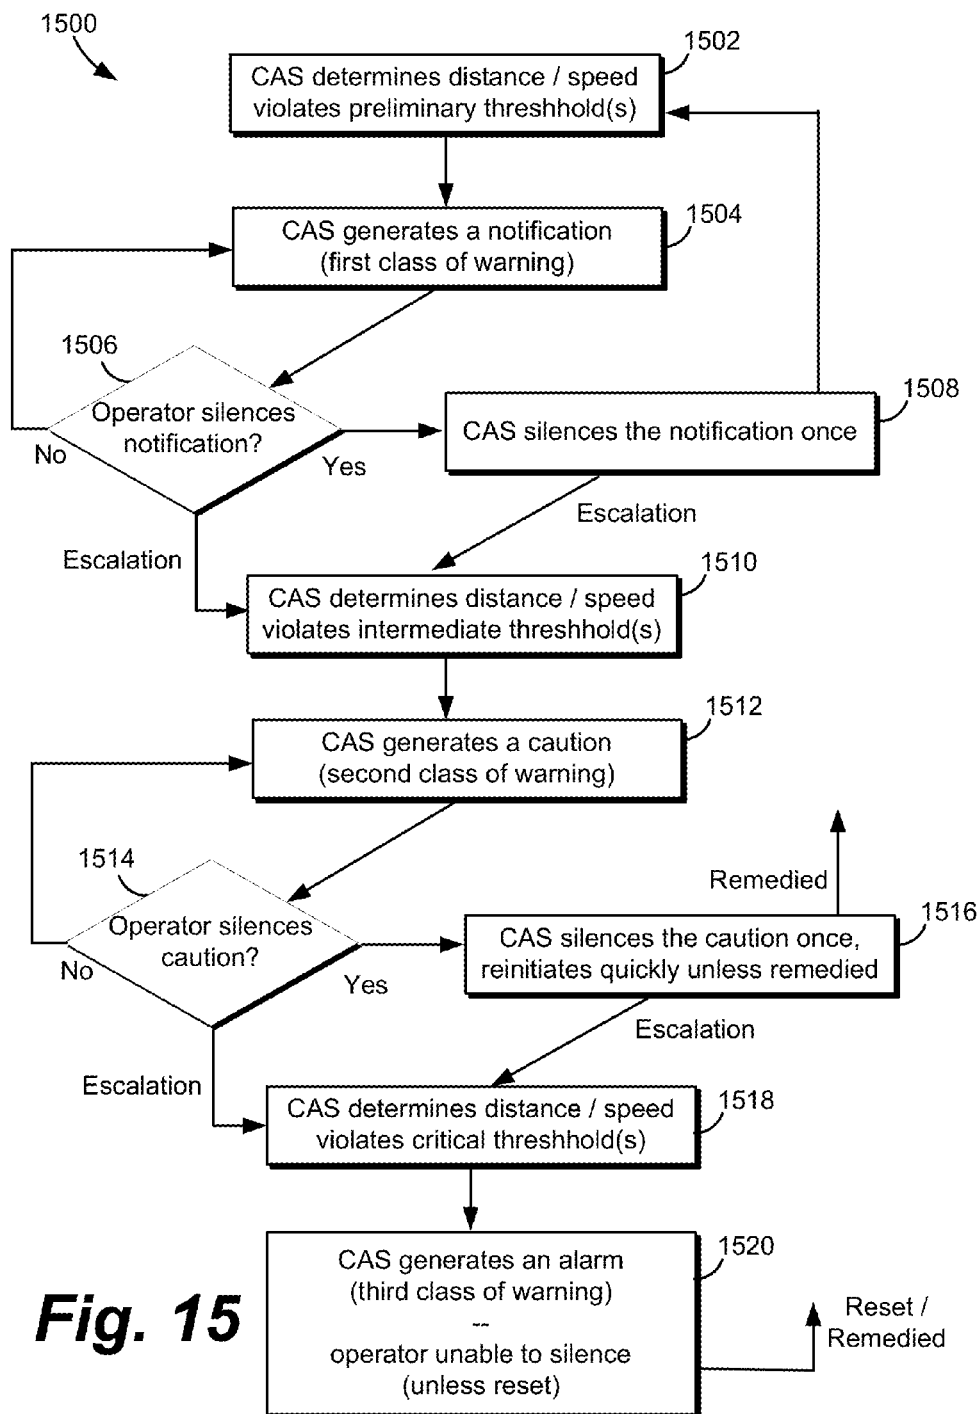 1500
1502
CAS determines distance / speed
violates preliminary threshhold(s)
1504
CAS generates a notification
(first class of warning)
1506
Operator silences
notification?
No
Yes
1508
CAS silences the notification once
Escalation
Escalation
1510
CAS determines distance / speed
violates intermediate threshhold(s)
1512
CAS generates a caution
(second class of warning)
1514
Operator silences
caution?
No
Yes
Remedied
1516
CAS silences the caution once,
reinitiates quickly unless remedied
Escalation
Escalation
1518
CAS determines distance / speed
violates critical threshhold(s)
1520
CAS generates an alarm
(third class of warning)
--
operator unable to silence
(unless reset)
Reset /
Remedied
Fig. 15